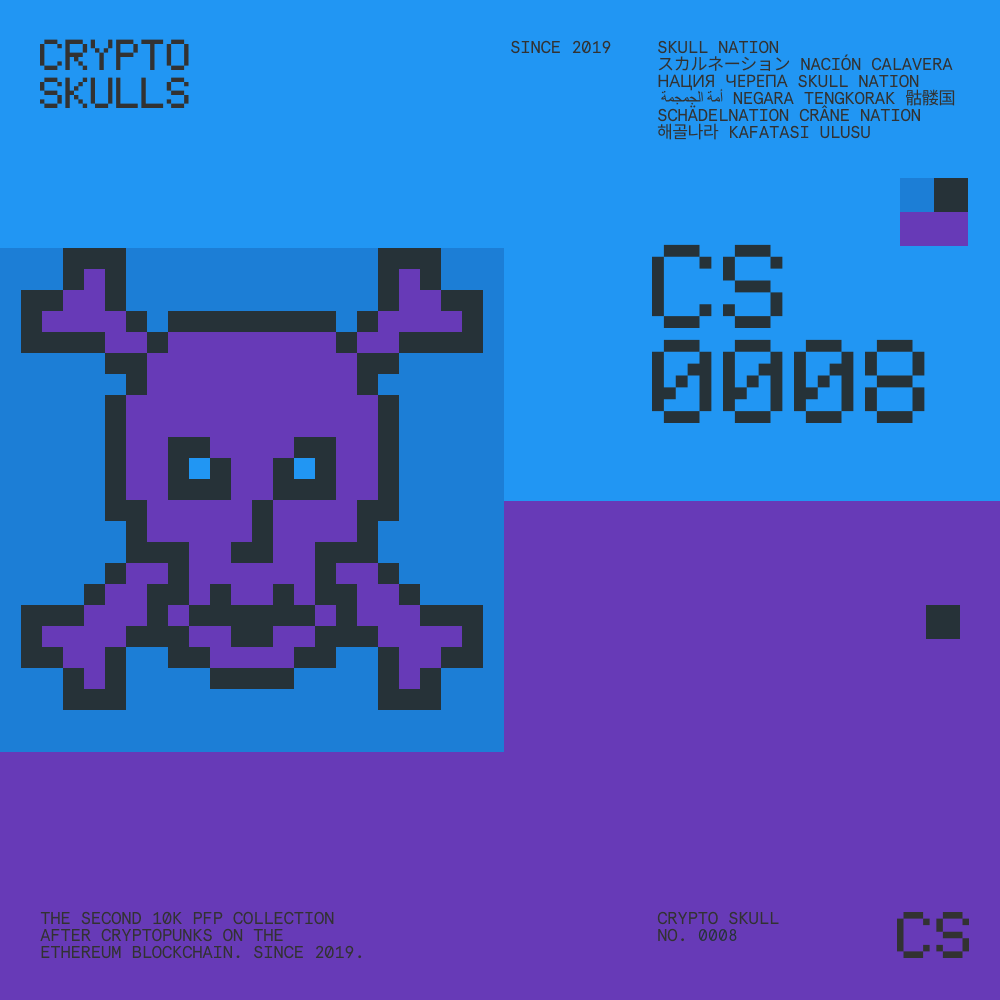 CRYPTO
SKULLS
SINCE 2019
SKULL NATION
スカルネーション NACIÓN CALAVERA
НАЦИЯ ЧЕРЕПА SKULL NATION
أمة الجمجمة NEGARA TENGKORAK 骷髅国
SCHÄDELNATION CRÂNE NATION
해골나라 KAFATASI ULUSU
CS
0008
THE SECOND 10K PFP COLLECTION
AFTER CRYPTOPUNKS ON THE
ETHEREUM BLOCKCHAIN. SINCE 2019.
CRYPTO SKULL
NO. 0008
CS